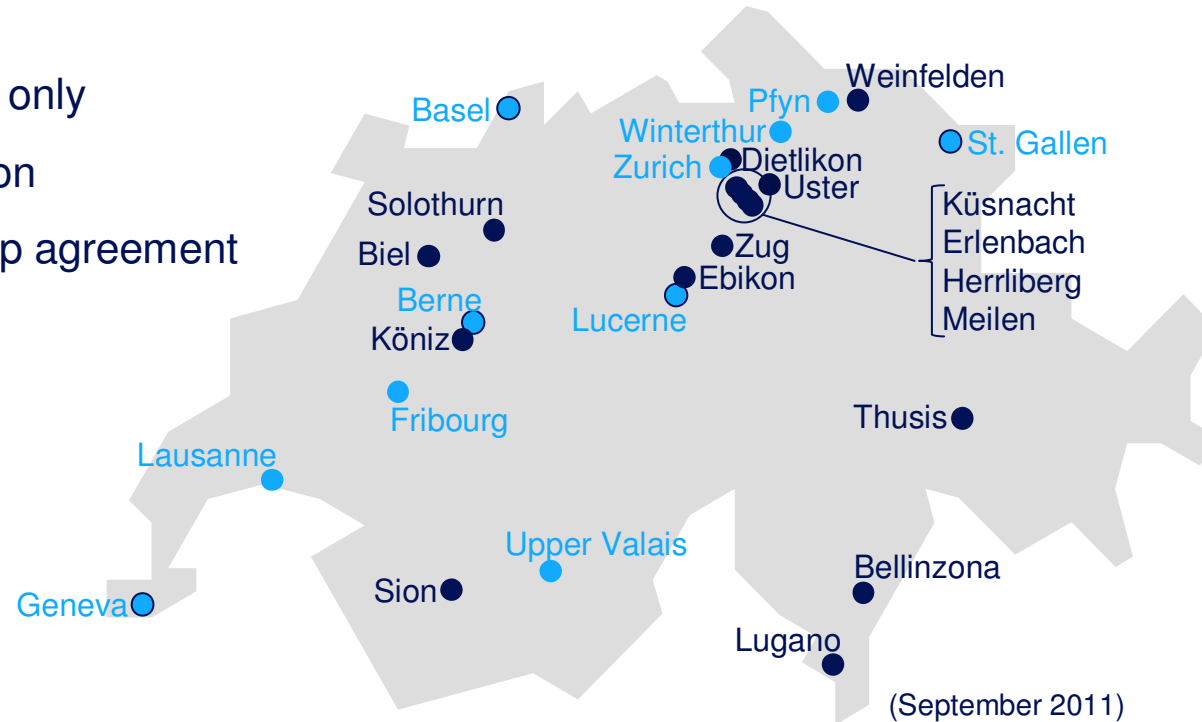 only
on
p agreement
Weinfelden
Pfyn
Basel
Winterthur
St. Gallen
Dietlikon
Zurich
Uster
Solothurn
Küsnacht
Erlenbach
Herrliberg
Meilen
Biel
Zug
Ebikon
Berne
Lucerne
Köniz
Fribourg
Thusis
Lausanne
Upper Valais
Bellinzona
Sion
Geneva
Lugano
(September 2011)